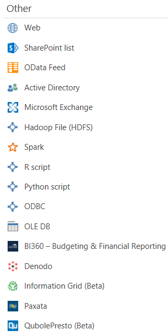 Other
Web
SharePoint list
OData Feed
Active Directory
Microsoft Exchange
Hadoop File (HDFS)
Spark
R script
Python script
ODBC
OLE DB
BI360 – Budgeting & Financial Reporting
Denodo
Information Grid (Beta)
Paxata
QubolePresto (Beta)